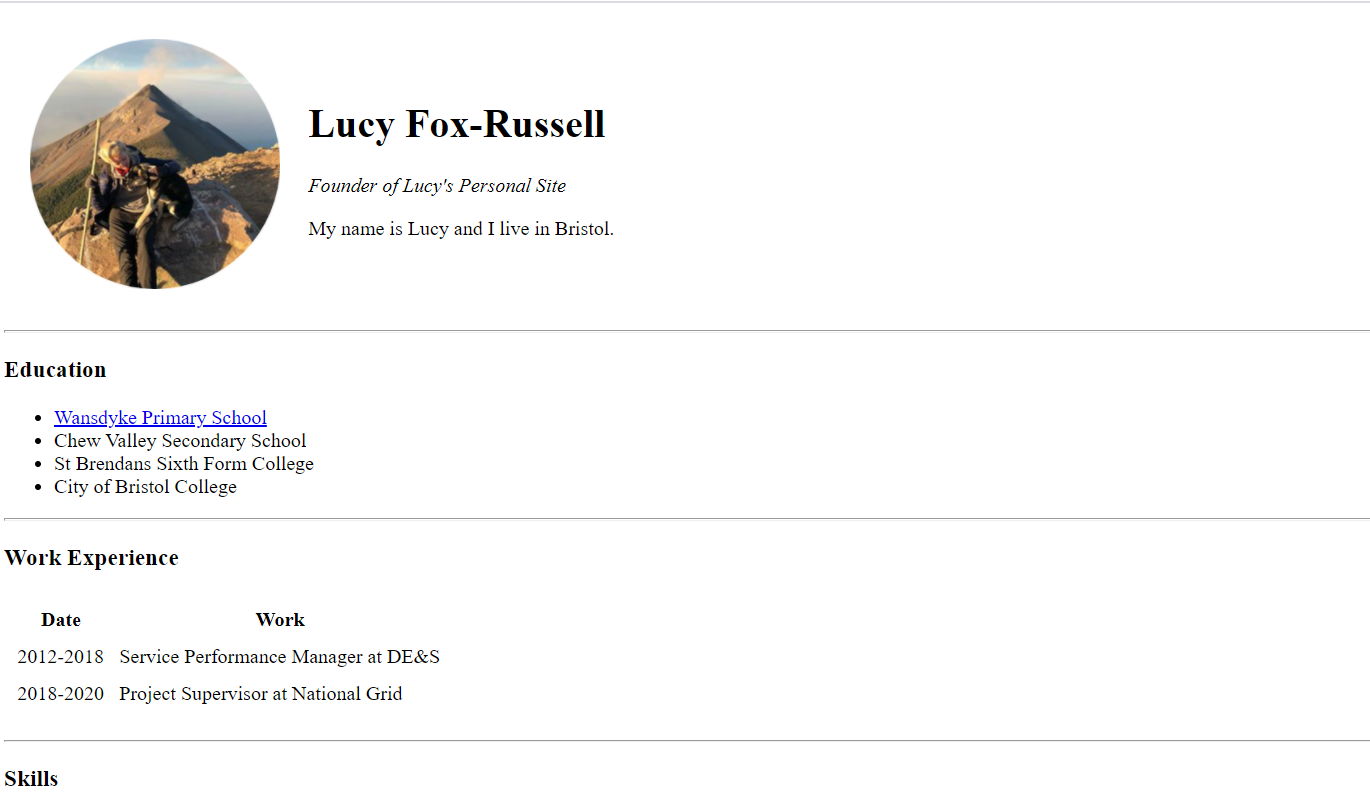 Lucy Fox-Russell
Founder of Lucy's Personal Site
My name is Lucy and I live in Bristol.
Education
Wansdyke Primary School
Chew Valley Secondary School
St Brendans Sixth Form College
City of Bristol College
Work Experience
Date Work
2012-2018 Service Performance Manager at DE&S
2018-2020 Project Supervisor at National Grid
Skills